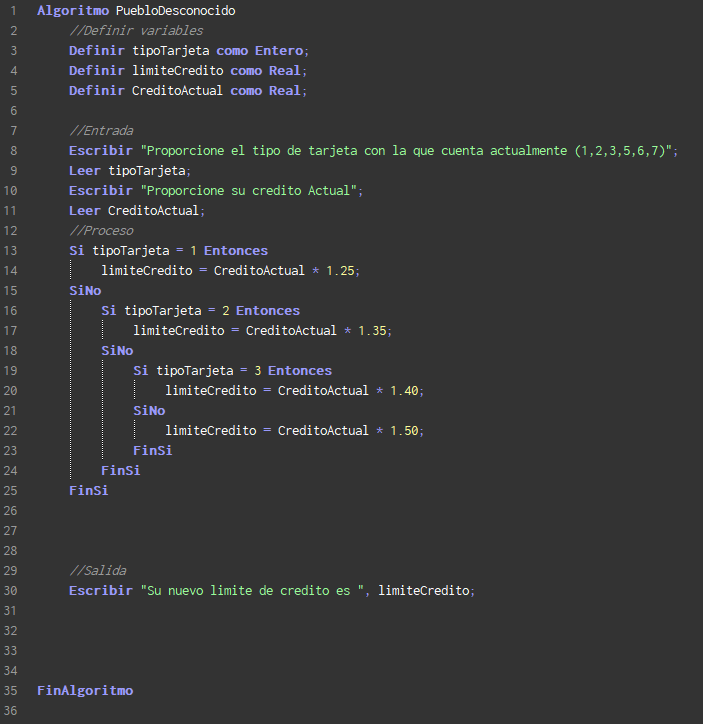 1 Algoritmo PuebloDesconocido
2 //Definir variables
3 Definir tipoTarjeta como Entero;
4 Definir limiteCredito como Real;
5 Definir CreditoActual como Real;
6
7 //Entrada
8 Escribir "Proporcione el tipo de tarjeta con la que cuenta actualmente (1,2,3,5,6,7)";
9 Leer tipoTarjeta;
10 Escribir "Proporcione su credito Actual";
11 Leer CreditoActual;
12 //Proceso
13 Si tipoTarjeta = 1 Entonces
14 limiteCredito = CreditoActual * 1.25;
15 SiNo
16 Si tipoTarjeta = 2 Entonces
17 limiteCredito = CreditoActual * 1.35;
18 SiNo
19 Si tipoTarjeta = 3 Entonces
20 limiteCredito = CreditoActual * 1.40;
21 SiNo
22 limiteCredito = CreditoActual * 1.50;
23 FinSi
24 FinSi
25 FinSi
26
27
28
29 //Salida
30 Escribir "Su nuevo limite de credito es ", limiteCredito;
31
32
33
34
35 FinAlgoritmo
36